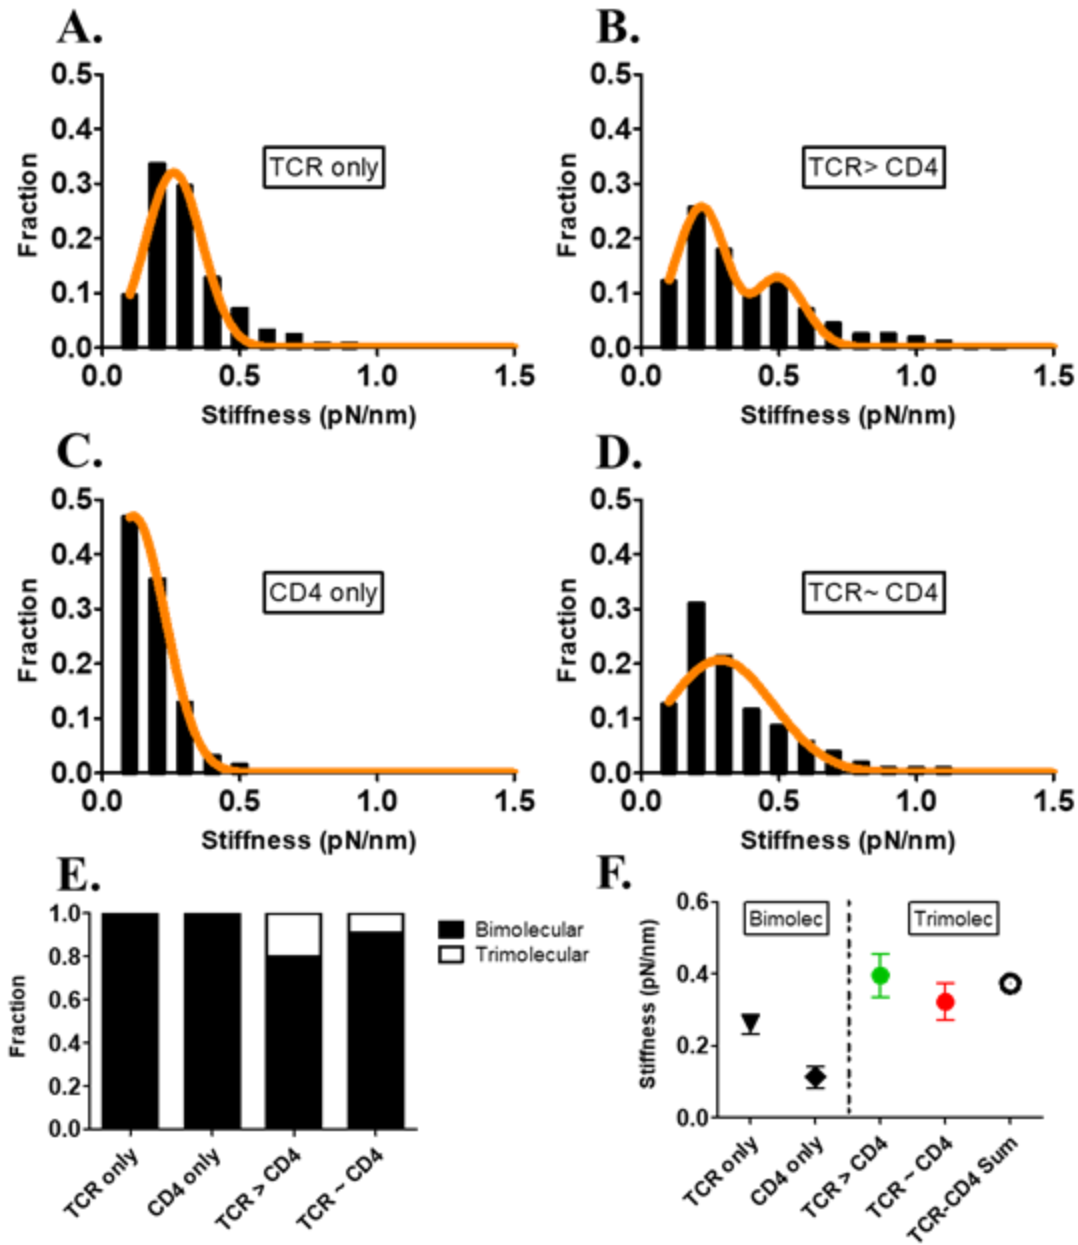 A.
0.5
0.4
0.3
0.2
0.1
0.0
Fraction
TCR only
0.0 0.5 1.0 1.5
Stiffness (pN/nm)
B.
0.5
0.4
0.3
0.2
0.1
0.0
Fraction
TCR> CD4
0.0 0.5 1.0 1.5
Stiffness (pN/nm)
C.
0.5
0.4
0.3
0.2
0.1
0.0
Fraction
CD4 only
0.0 0.5 1.0 1.5
Stiffness (pN/nm)
D.
0.5
0.4
0.3
0.2
0.1
0.0
Fraction
TCR~ CD4
0.0 0.5 1.0 1.5
Stiffness (pN/nm)
E.
1.0
0.8
0.6
0.4
0.2
0.0
Fraction
Bimolecular
Trimolecular
TCR only
CD4 only
TCR > CD4
TCR ~ CD4
F.
0.6
0.4
0.2
0.0
Stiffness (pN/nm)
Bimolec
Trimolec
TCR only
CD4 only
TCR > CD4
TCR ~ CD4
TCR-CD4 Sum